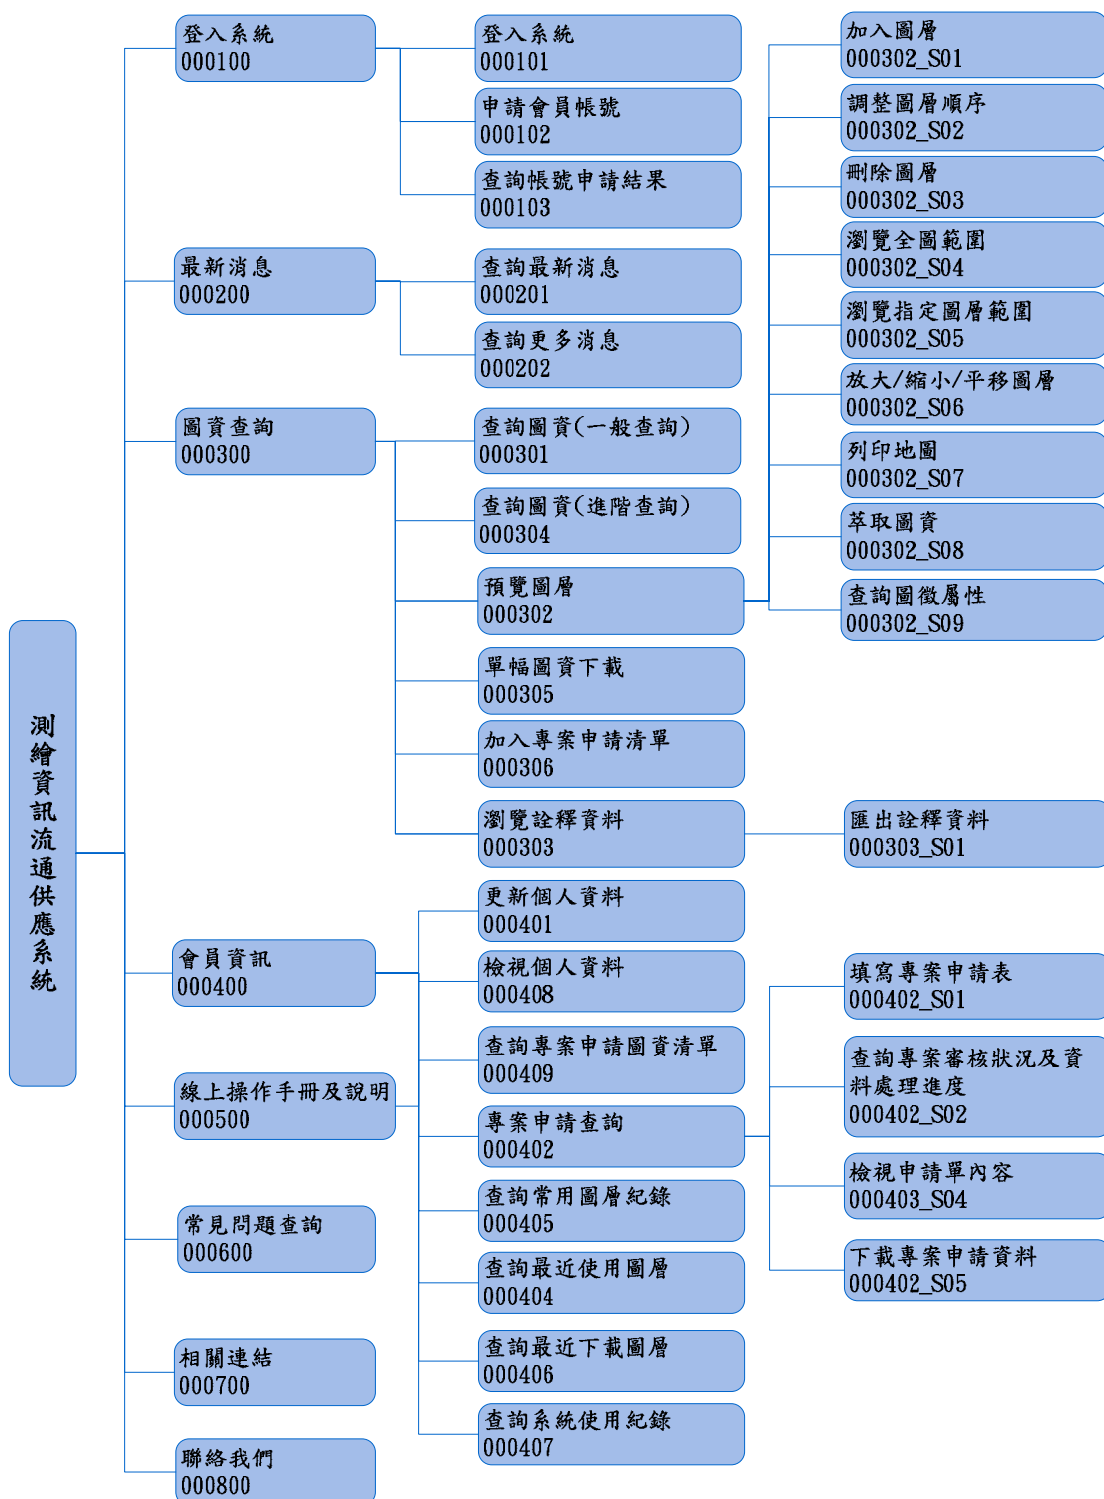 測繪資訊流通供應系統
登入系統
000100
登入系統
000101
申請會員帳號
000102
查詢帳號申請結果
000103
最新消息
000200
查詢最新消息
000201
查詢更多消息
000202
圖資查詢
000300
查詢圖資(一般查詢)
000301
查詢圖資(進階查詢)
000304
預覽圖層
000302
加入圖層
000302_S01
調整圖層順序
000302_S02
刪除圖層
000302_S03
瀏覽全圖範圍
000302_S04
瀏覽指定圖層範圍
000302_S05
放大/縮小/平移圖層
000302_S06
列印地圖
000302_S07
萃取圖資
000302_S08
查詢圖徵屬性
000302_S09
單幅圖資下載
000305
加入專案申請清單
000306
瀏覽詮釋資料
000303
匯出詮釋資料
000303_S01
會員資訊
000400
更新個人資料
000401
檢視個人資料
000408
查詢專案申請圖資清單
000409
專案申請查詢
000402
填寫專案申請表
000402_S01
查詢專案審核狀況及資
料處理進度
000402_S02
檢視申請單內容
000403_S04
下載專案申請資料
000402_S05
查詢常用圖層紀錄
000405
查詢最近使用圖層
000404
查詢最近下載圖層
000406
查詢系統使用紀錄
000407
線上操作手冊及說明
000500
常見問題查詢
000600
相關連結
000700
聯絡我們
000800